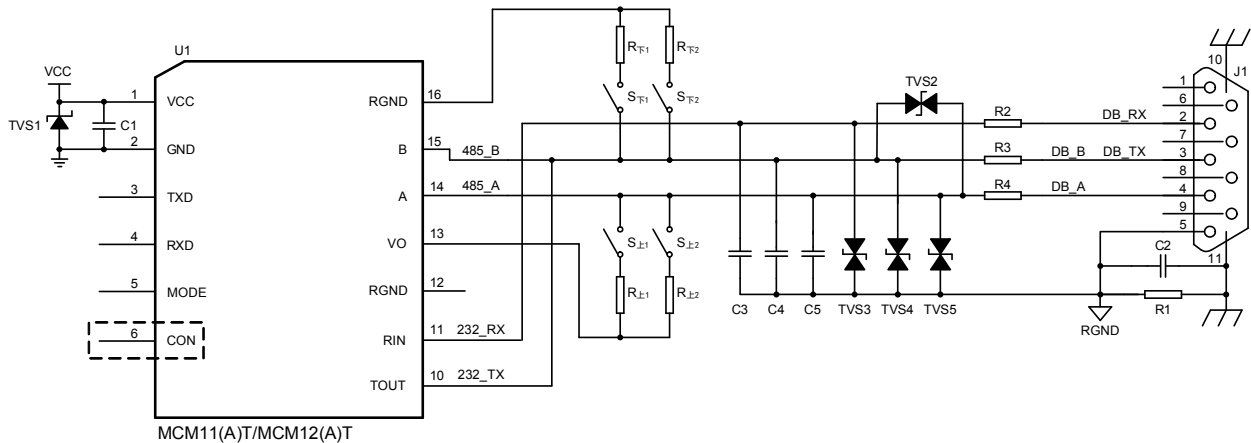 U1
VCC
TVS1
C1
1
VCC
2
GND
3
TXD
4
RXD
5
MODE
6
CON
RGND
16
B
15
485_B
A
14
485_A
VO
13
RGND
12
RIN
11
232_RX
TOUT
10
232_TX
MCM11(A)T/MCM12(A)T
R下1
R下2
S下1
S下2
S上1
S上2
R上1
R上2
TVS2
C3
C4
C5
TVS3
TVS4
TVS5
R2
DB_RX
R3
DB_B
DB_TX
R4
DB_A
10
J1
1
6
2
7
3
8
4
9
5
11
C2
R1
RGND